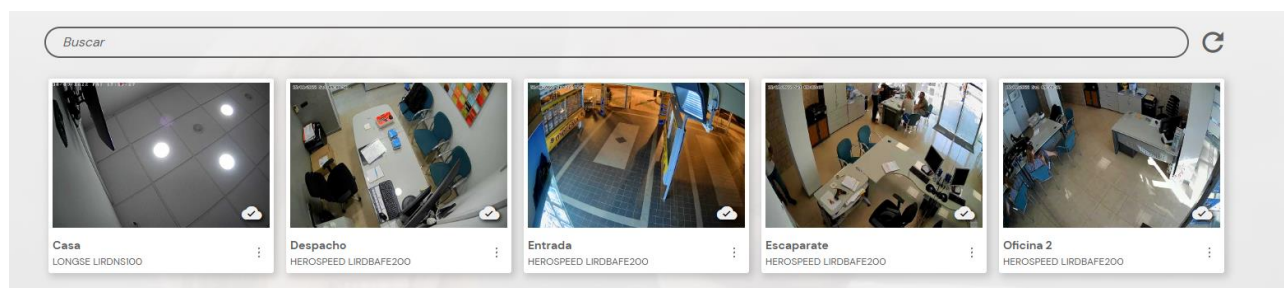 Buscar
Casa
LONGSE LIRDNS100
Despacho
HEROSPEED LIRDBAFE200
Entrada
HEROSPEED LIRDBAFE200
Escaparate
HEROSPEED LIRDBAFE200
Oficina 2
HEROSPEED LIRDBAFE200